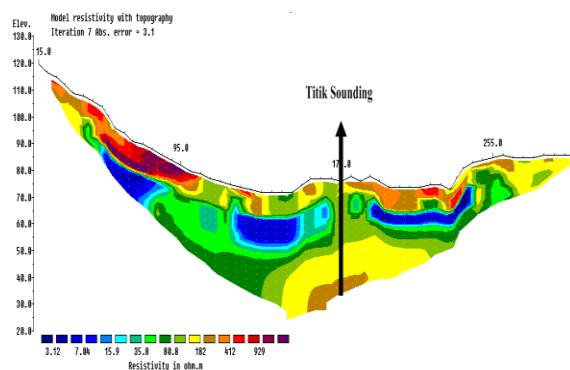 Model resistivity with topography
Elev.
Iteration 7 Abs. error = 3.1
130.0
15.0
120.0
110.0
Titik Sounding
100.0
95.0
255.0
90.0
80.0
70.0
60.0
50.0
40.0
30.0
20.0
3.12 7.04 15.9 35.8 80.8 182 412 929
Resistivity in ohm.m